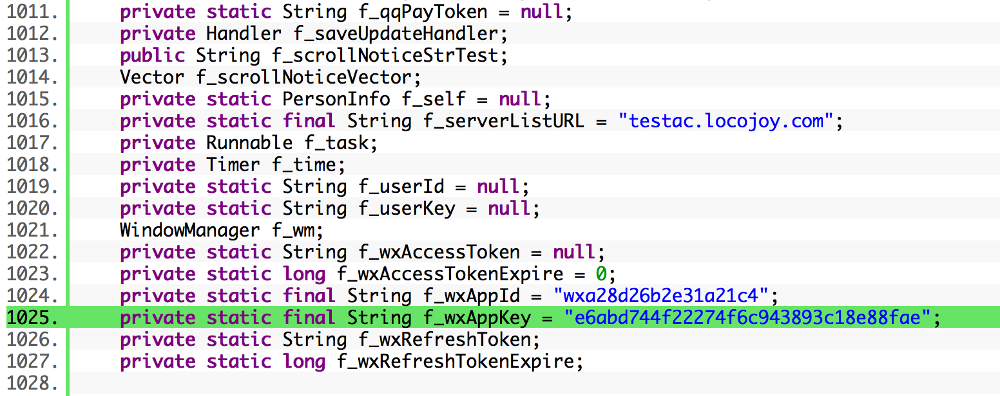 1011. private static String f_qqPayToken = null;
1012. private Handler f_saveUpdateHandler;
1013. public String f_scrollNoticeStrTest;
1014. Vector f_scrollNoticeVector;
1015. private static PersonInfo f_self = null;
1016. private static final String f_serverListURL = "testac.locojoy.com";
1017. private Runnable f_task;
1018. private Timer f_time;
1019. private static String f_userId = null;
1020. private static String f_userKey = null;
1021. WindowManager f_wm;
1022. private static String f_wxAccessToken = null;
1023. private static long f_wxAccessTokenExpire = 0;
1024. private static final String f_wxAppId = "wxa28d26b2e31a21c4";
1025. private static final String f_wxAppKey = "e6abd744f22274f6c943893c18e88fae";
1026. private static String f_wxRefreshToken;
1027. private static long f_wxRefreshTokenExpire;
1028.